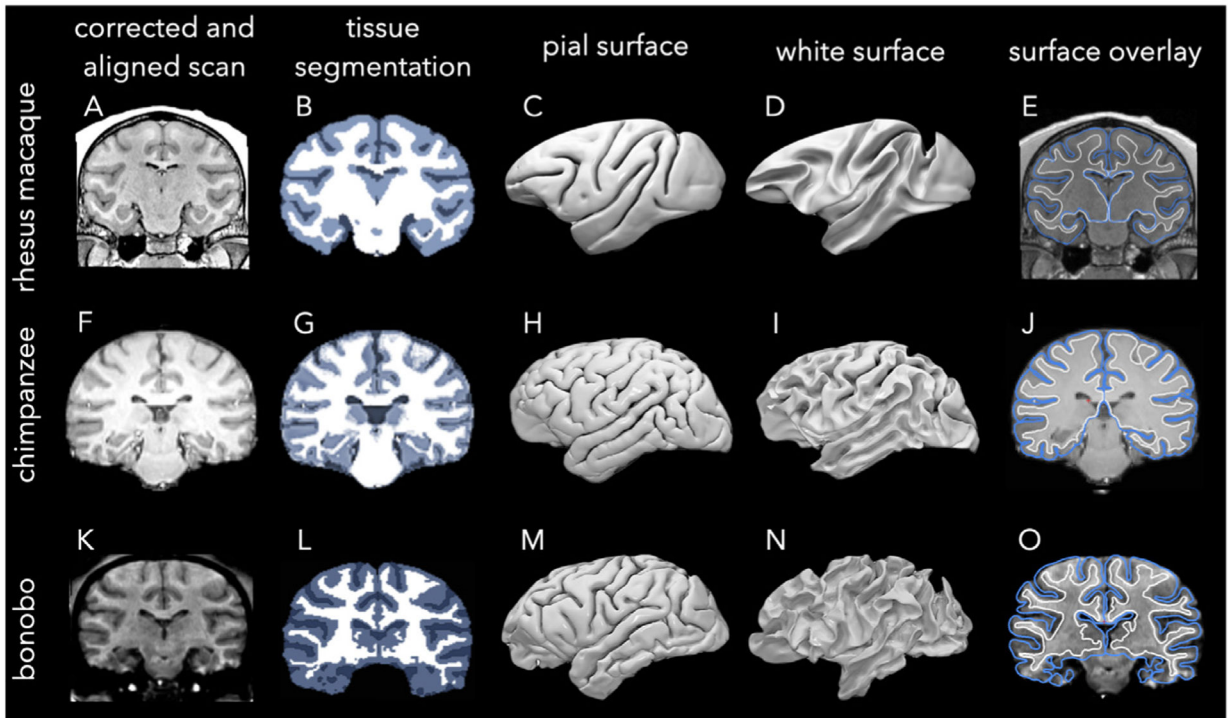 corrected and
aligned scan
tissue
segmentation
pial surface
white surface
surface overlay
rhesus macaque
A
B
C
D
E
chimpanzee
F
G
H
I
J
bonobo
K
L
M
N
O